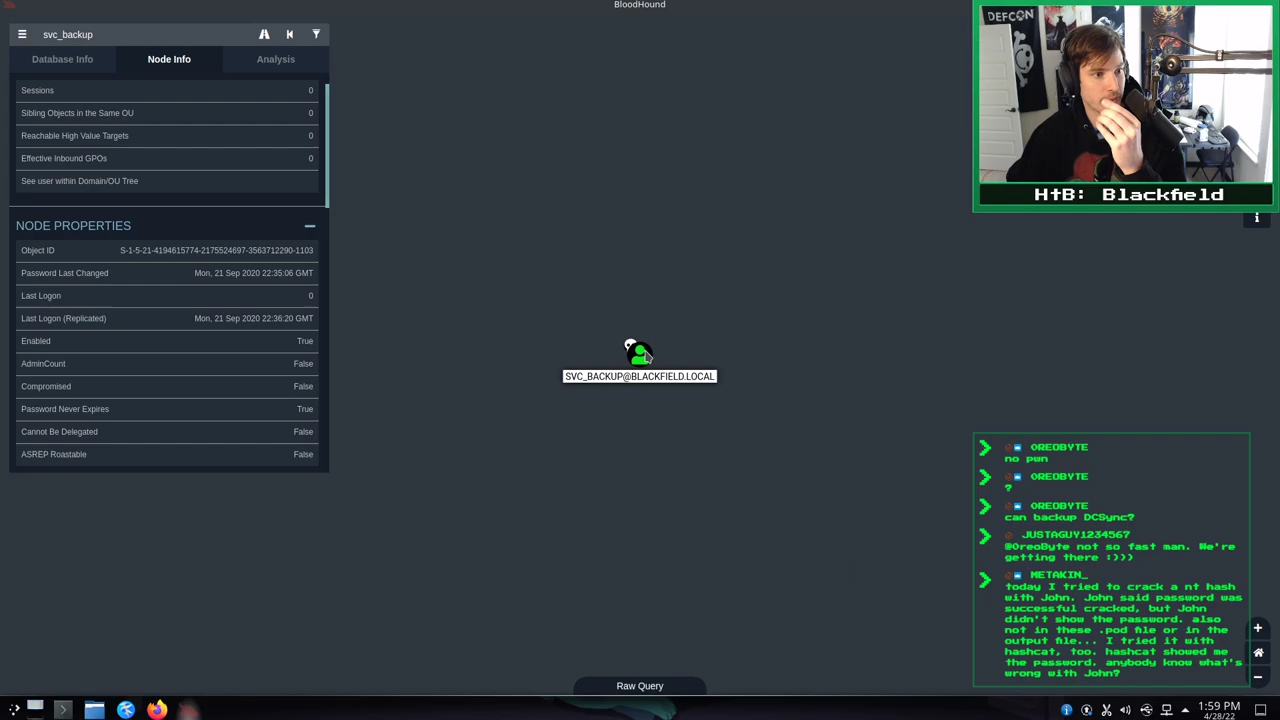 BloodHound
svc_backup
Database Info
Node Info
Analysis
Sessions 0
Sibling Objects in the Same OU 0
Reachable High Value Targets 0
Effective Inbound GPOs 0
See user within Domain/OU Tree
NODE PROPERTIES
Object ID S-1-5-21-4194615774-2175524697-3563712290-1103
Password Last Changed Mon, 21 Sep 2020 22:35:06 GMT
Last Logon 0
Last Logon (Replicated) Mon, 21 Sep 2020 22:36:20 GMT
Enabled True
AdminCount False
Compromised False
Password Never Expires True
Cannot Be Delegated False
ASREP Roastable False
SVC_BACKUP@BLACKFIELD.LOCAL
DEFCON
HtB: Blackfield
OREOBYTE
no pwn
OREOBYTE
?
OREOBYTE
can backup DCSync?
JUSTAGUY1234567
@OreoByte not so fast man. We're
getting there :)))
METAKIN_
today I tried to crack a nt hash
with John. John said password was
successful cracked, but John
didn't show the password. also
not in these .pod file or in the
output file... I tried it with
hashcat, too. hashcat showed me
the password. anybody know what's
wrong with John?
Raw Query
1:59 PM
4/28/22